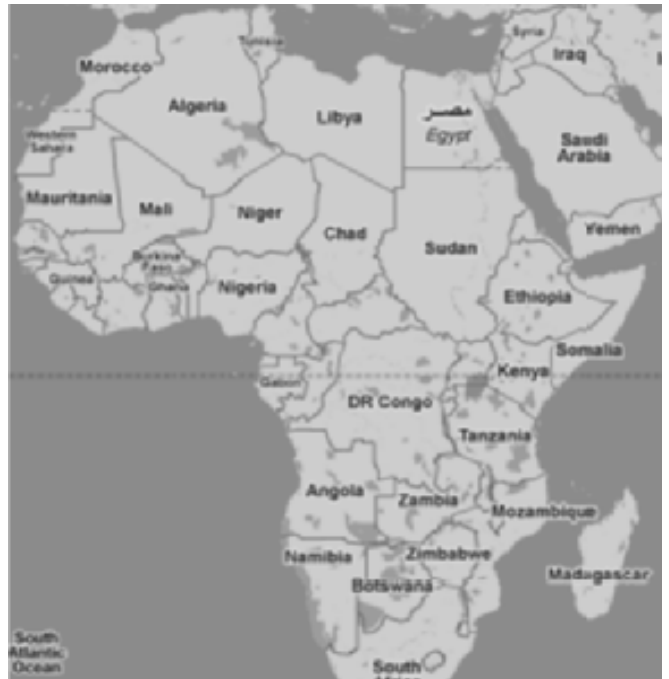 Tunisia
Syria
Morocco
Iraq
Algeria
Libya
مصر
Egypt
Western
Sahara
Saudi
Arabia
Mauritania
Mali
Niger
Chad
Sudan
Yemen
Burkina
Faso
Guinea
Ghana
Nigeria
Ethiopia
Somalia
Kenya
Gabon
DR Congo
Tanzania
Angola
Zambia
Mozambique
Namibia
Zimbabwe
Botswana
Madagascar
South
Atlantic
Ocean
South